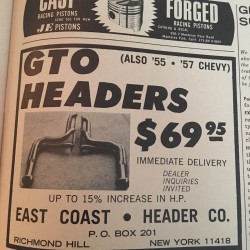 CAST
RACING PISTONS
JE PISTONS
FORGED
RACING PISTONS
GTO
(ALSO '55 • '57 CHEVY)
HEADERS
$69.95
IMMEDIATE DELIVERY
DEALER
INQUIRIES
INVITED
UP TO 15% INCREASE IN H.P.
EAST COAST • HEADER CO.
P. O. BOX 201
RICHMOND HILL NEW YORK 11418